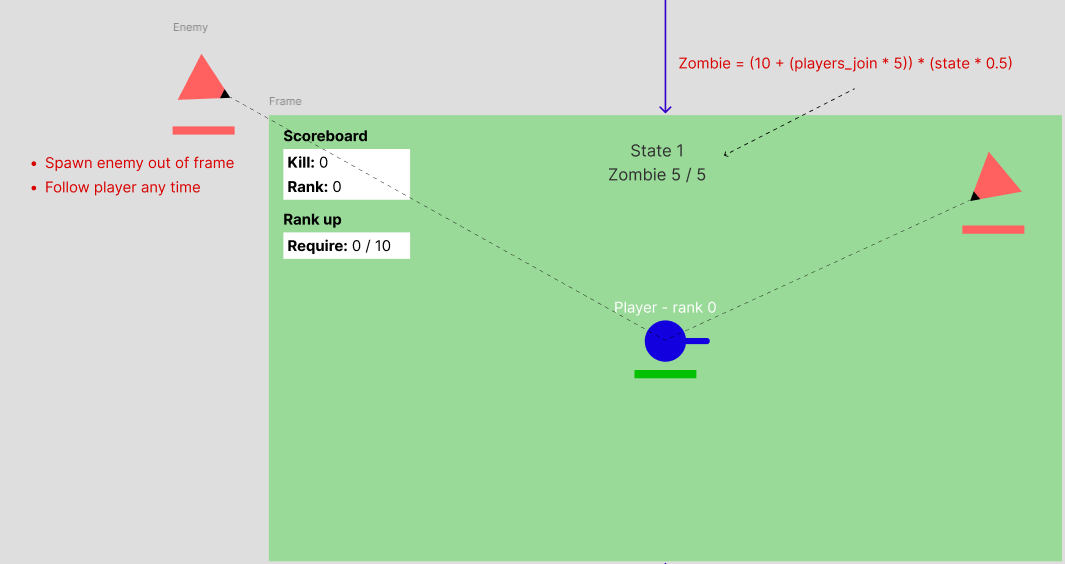 Enemy
Zombie = (10 + (players_join * 5)) * (state * 0.5)
Frame
Scoreboard
Kill: 0
Rank: 0
Rank up
Require: 0 / 10
State 1
Zombie 5 / 5
• Spawn enemy out of frame
• Follow player any time
Player - rank 0